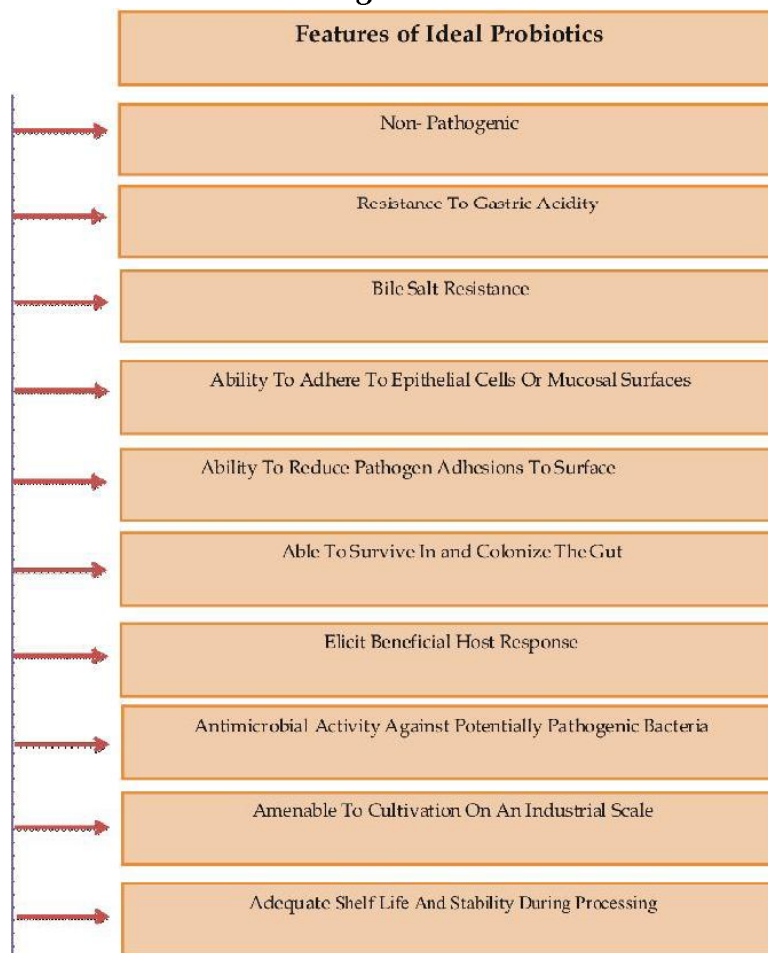 Features of Ideal Probiotics
Non- Pathogenic
Resistance To Gastric Acidity
Bile Salt Resistance
Ability To Adhere To Epithelial Cells Or Mucosal Surfaces
Ability To Reduce Pathogen Adhesions To Surface
Able To Survive In and Colonize The Gut
Elicit Beneficial Host Response
Antimicrobial Activity Against Potentially Pathogenic Bacteria
Amenable To Cultivation On An Industrial Scale
Adequate Shelf Life And Stability During Processing